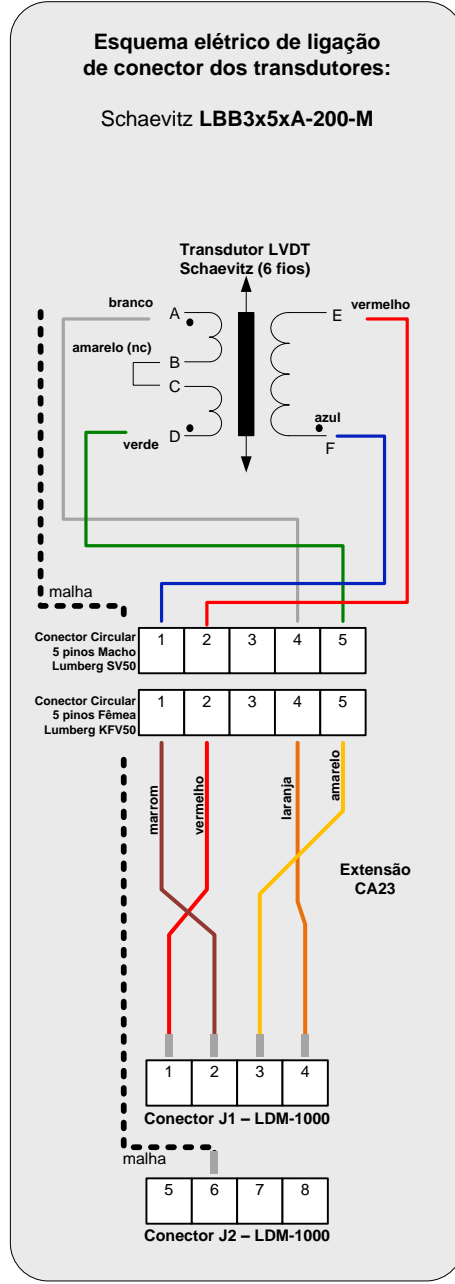 Esquema elétrico de ligação
de conector dos transdutores:
Schaevitz LBB3x5xA-200-M
Transdutor LVDT
Schaevitz (6 fios)
branco
A
E
vermelho
amarelo (nc)
B
C
azul
verde
D
F
malha
Conector Circular
5 pinos Macho
Lumberg SV50
1 2 3 4 5
Conector Circular
5 pinos Fêmea
Lumberg KFV50
1 2 3 4 5
marrom
vermelho
laranja
amarelo
Extensão
CA23
1 2 3 4
Conector J1 – LDM-1000
malha
5 6 7 8
Conector J2 – LDM-1000